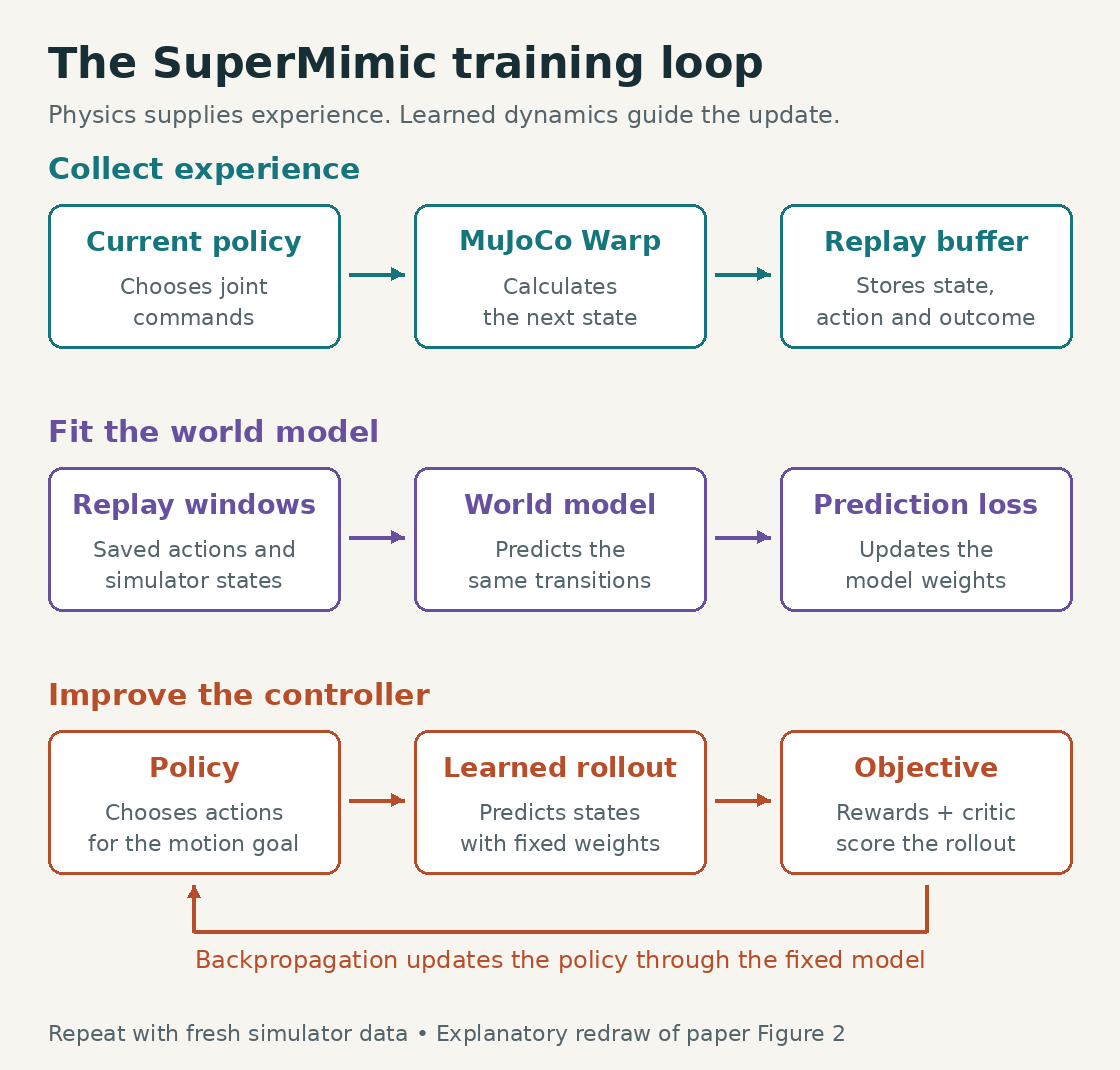 The SuperMimic training loop
Physics supplies experience. Learned dynamics guide the update.
Collect experience
Current policy
Chooses joint
commands
MuJoCo Warp
Calculates
the next state
Replay buffer
Stores state,
action and outcome
Fit the world model
Replay windows
Saved actions and
simulator states
World model
Predicts the
same transitions
Prediction loss
Updates the
model weights
Improve the controller
Policy
Chooses actions
for the motion goal
Learned rollout
Predicts states
with fixed weights
Objective
Rewards + critic
score the rollout
Backpropagation updates the policy through the fixed model
Repeat with fresh simulator data • Explanatory redraw of paper Figure 2